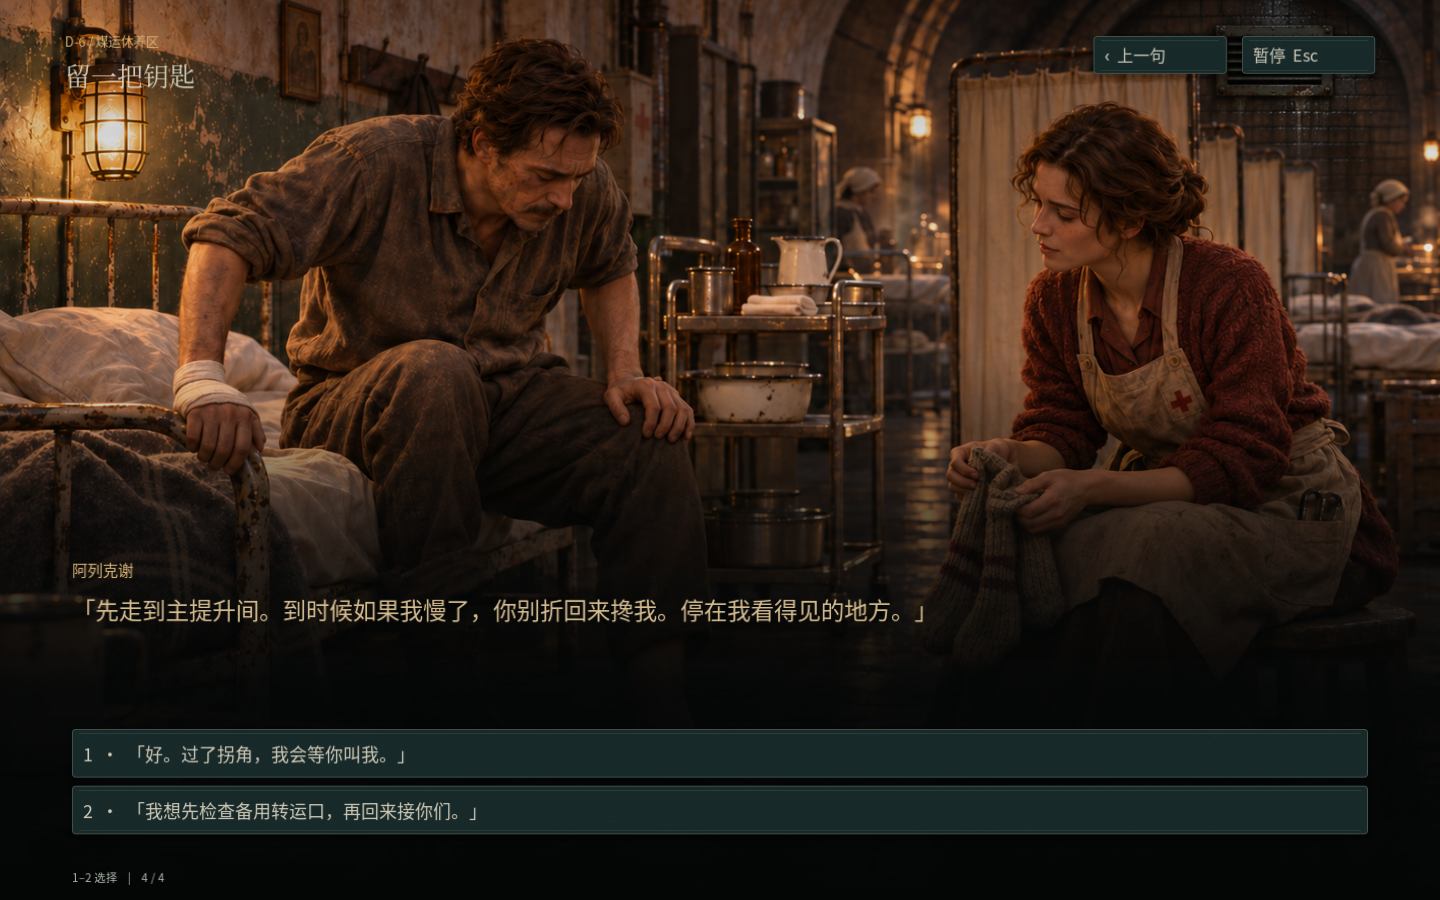 D-6 / 煤运休养区
留一把钥匙
‹ 上一句
暂停 Esc
阿列克谢
「先走到主提升间。到时候如果我慢了，你别折回来搀我。停在我看得见的地方。」
1 • 「好。过了拐角，我会等你叫我。」
2 • 「我想先检查备用转运口，再回来接你们。」
1–2 选择 | 4 / 4